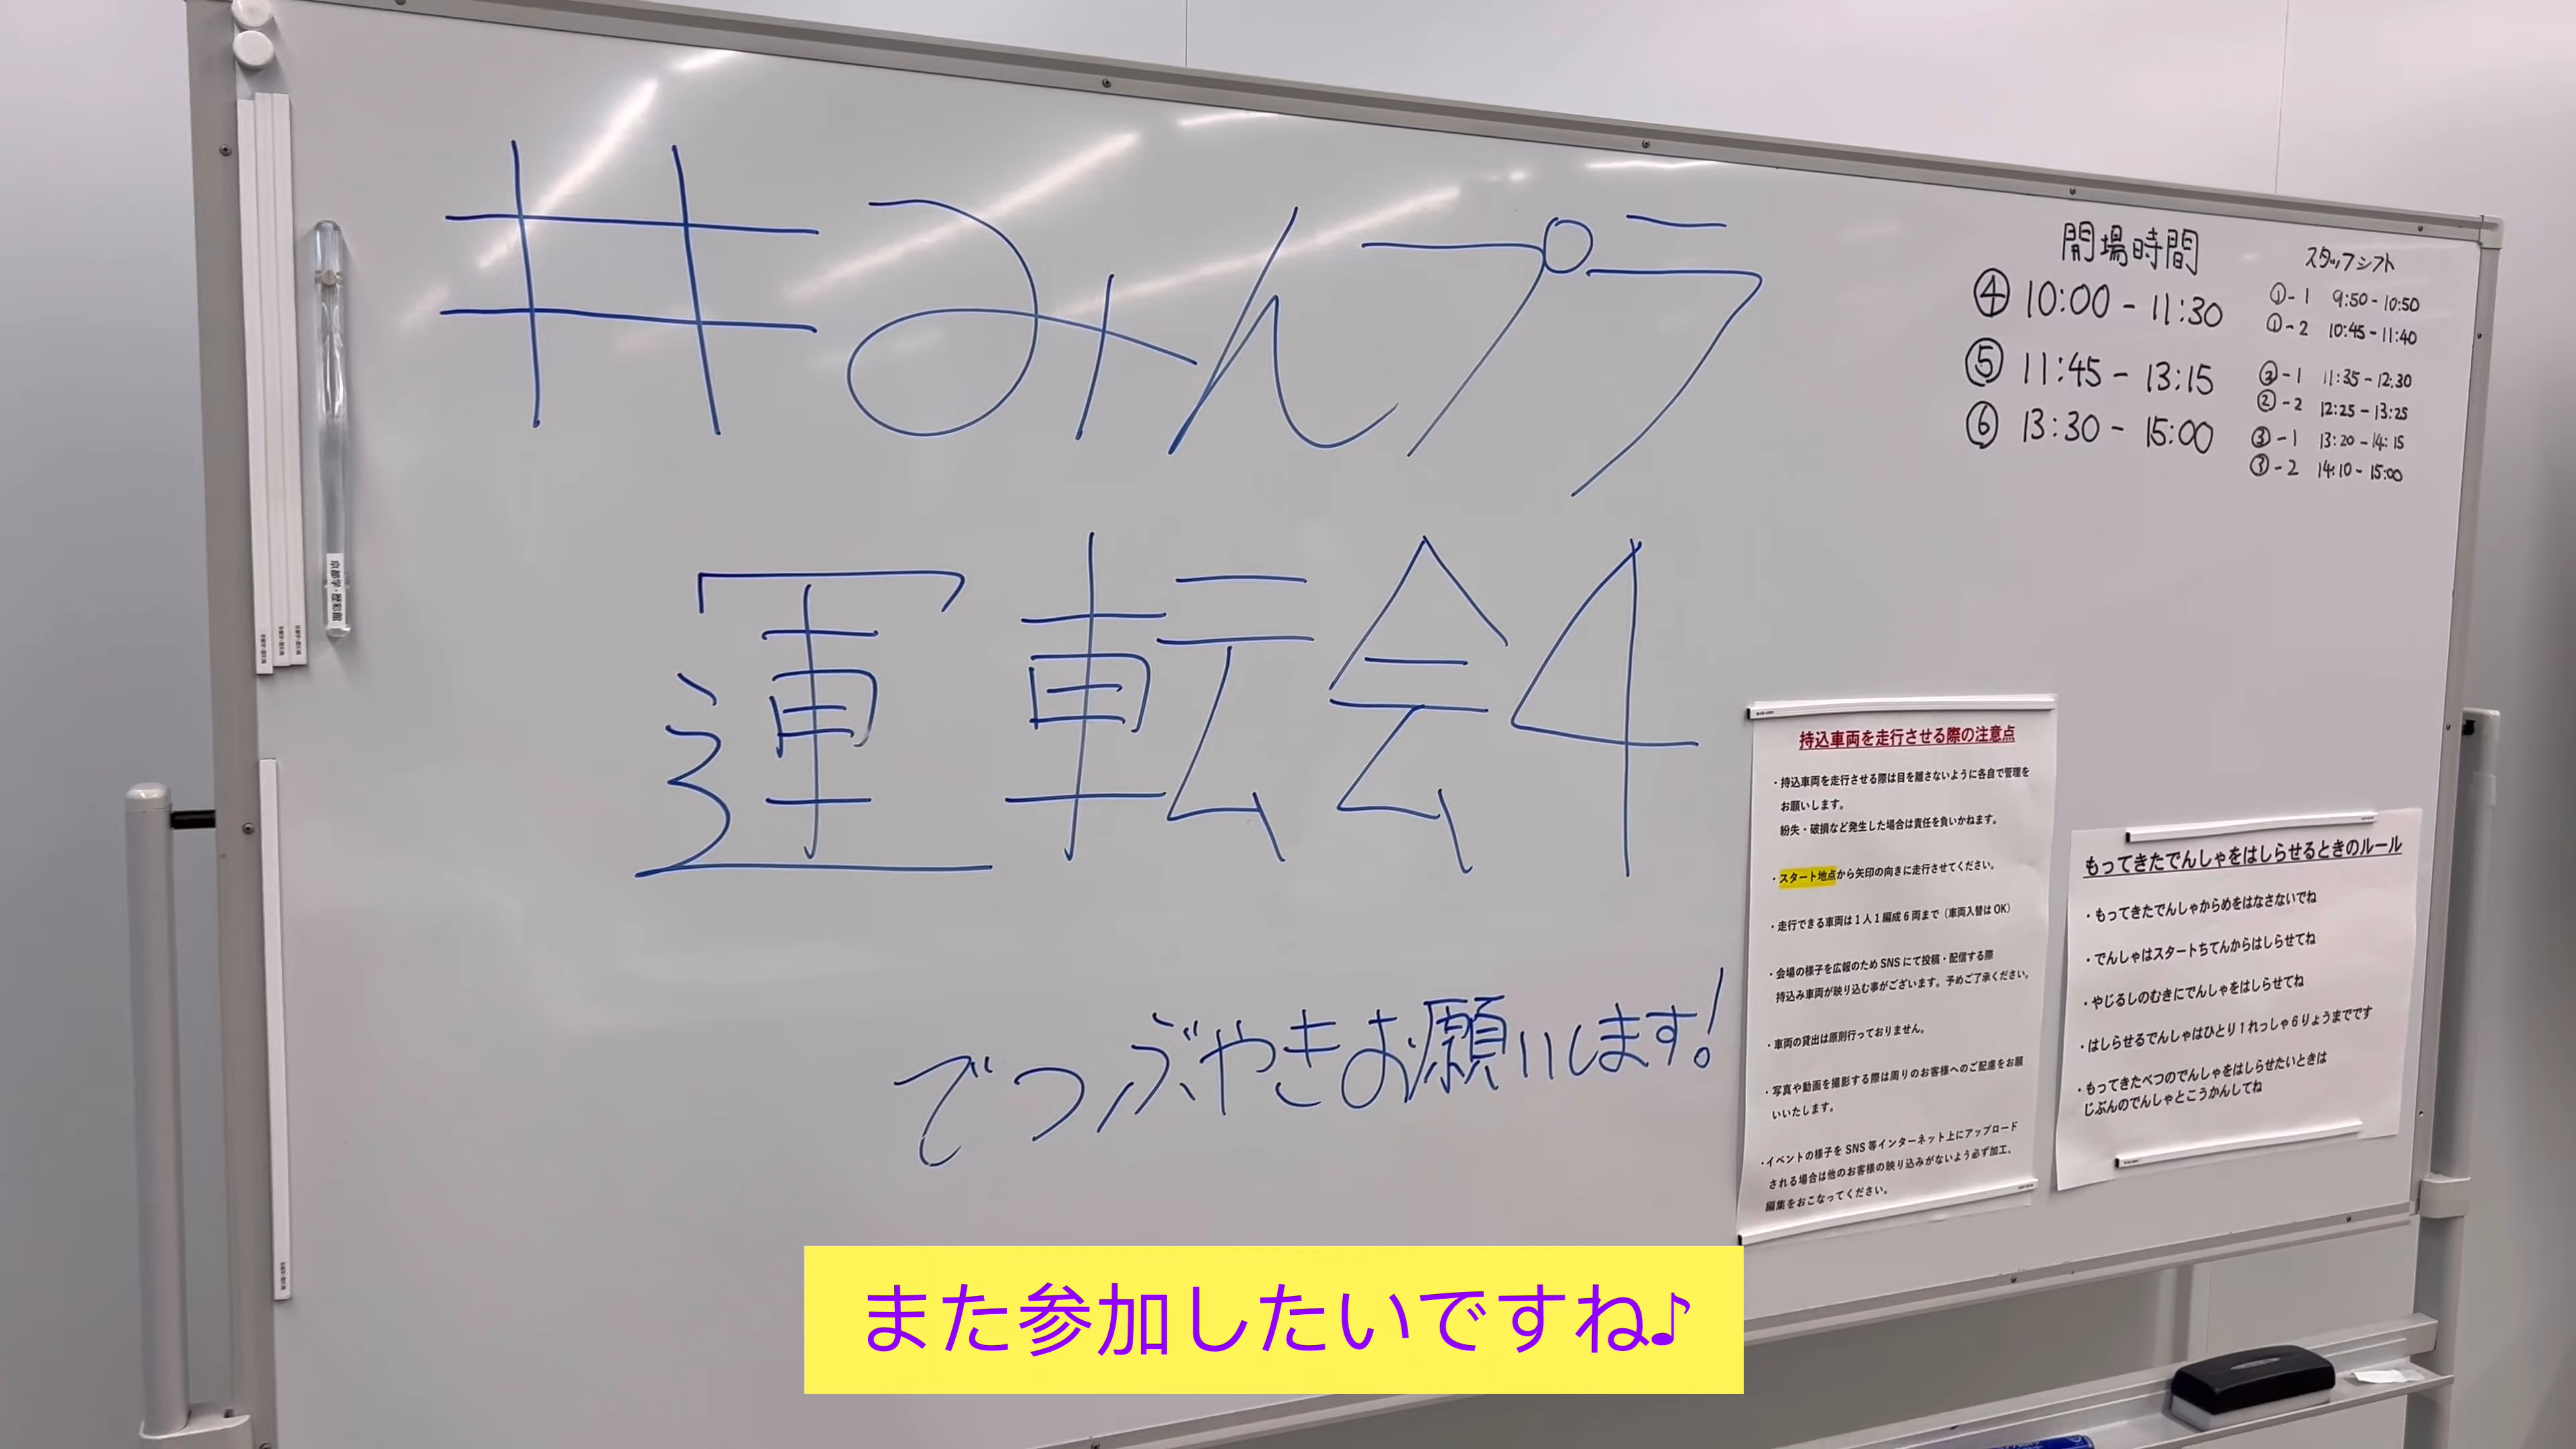 #みんプラ
運転会4
でつぶやきお願いします!
開場時間
④ 10:00 - 11:30
⑤ 11:45 - 13:15
⑥ 13:30 - 15:00
スタッフシフト
①-1 9:50-10:50
①-2 10:45-11:40
②-1 11:35-12:30
②-2 12:25-13:25
③-1 13:20-14:15
③-2 14:10-15:00
持込車両を走行させる際の注意点
・持込車両を走行させる際は目を離さないように各自で管理を
お願いします。
紛失・破損など発生した場合は責任を負いかねます。
・スタート地点から矢印の向きに走行させてください。
・走行できる車両は1人1編成6両まで（車両入替はOK）
・会場の様子を広報のためSNSにて投稿・配信する際
持込み車両が映り込む事がございます。予めご了承ください。
・車両の貸出は原則行っておりません。
・写真や動画を撮影する際は周りのお客様へのご配慮をお願
いいたします。
・イベントの様子をSNS等インターネット上にアップロード
される場合は他のお客様の映り込みがないよう必ず加工、
編集をおこなってください。
もってきたでんしゃをはしらせるときのルール
・もってきたでんしゃからめをはなさないでね
・でんしゃはスタートちてんからはしらせてね
・やじるしのむきにでんしゃをはしらせてね
・はしらせるでんしゃはひとり1れっしゃ6りょうまでです
・もってきたべつのでんしゃをはしらせたいときは
じぶんのでんしゃとこうかんしてね
京都学・歴彩館
また参加したいですね♪